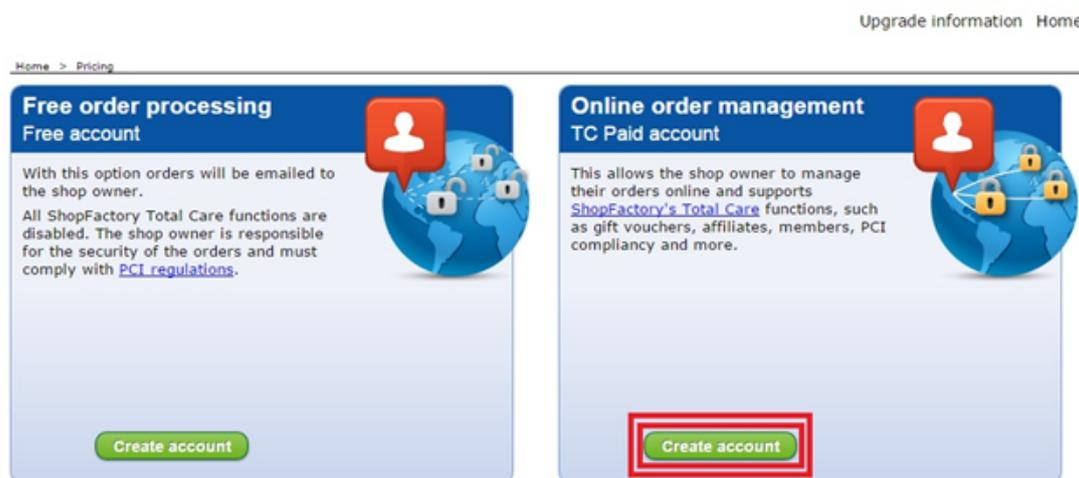 Upgrade information Home
Home > Pricing
Free order processing
Free account
With this option orders will be emailed to
the shop owner.
All ShopFactory Total Care functions are
disabled. The shop owner is responsible
for the security of the orders and must
comply with PCI regulations.
Create account
Online order management
TC Paid account
This allows the shop owner to manage
their orders online and supports
ShopFactory's Total Care functions, such
as gift vouchers, affiliates, members, PCI
compliancy and more.
Create account